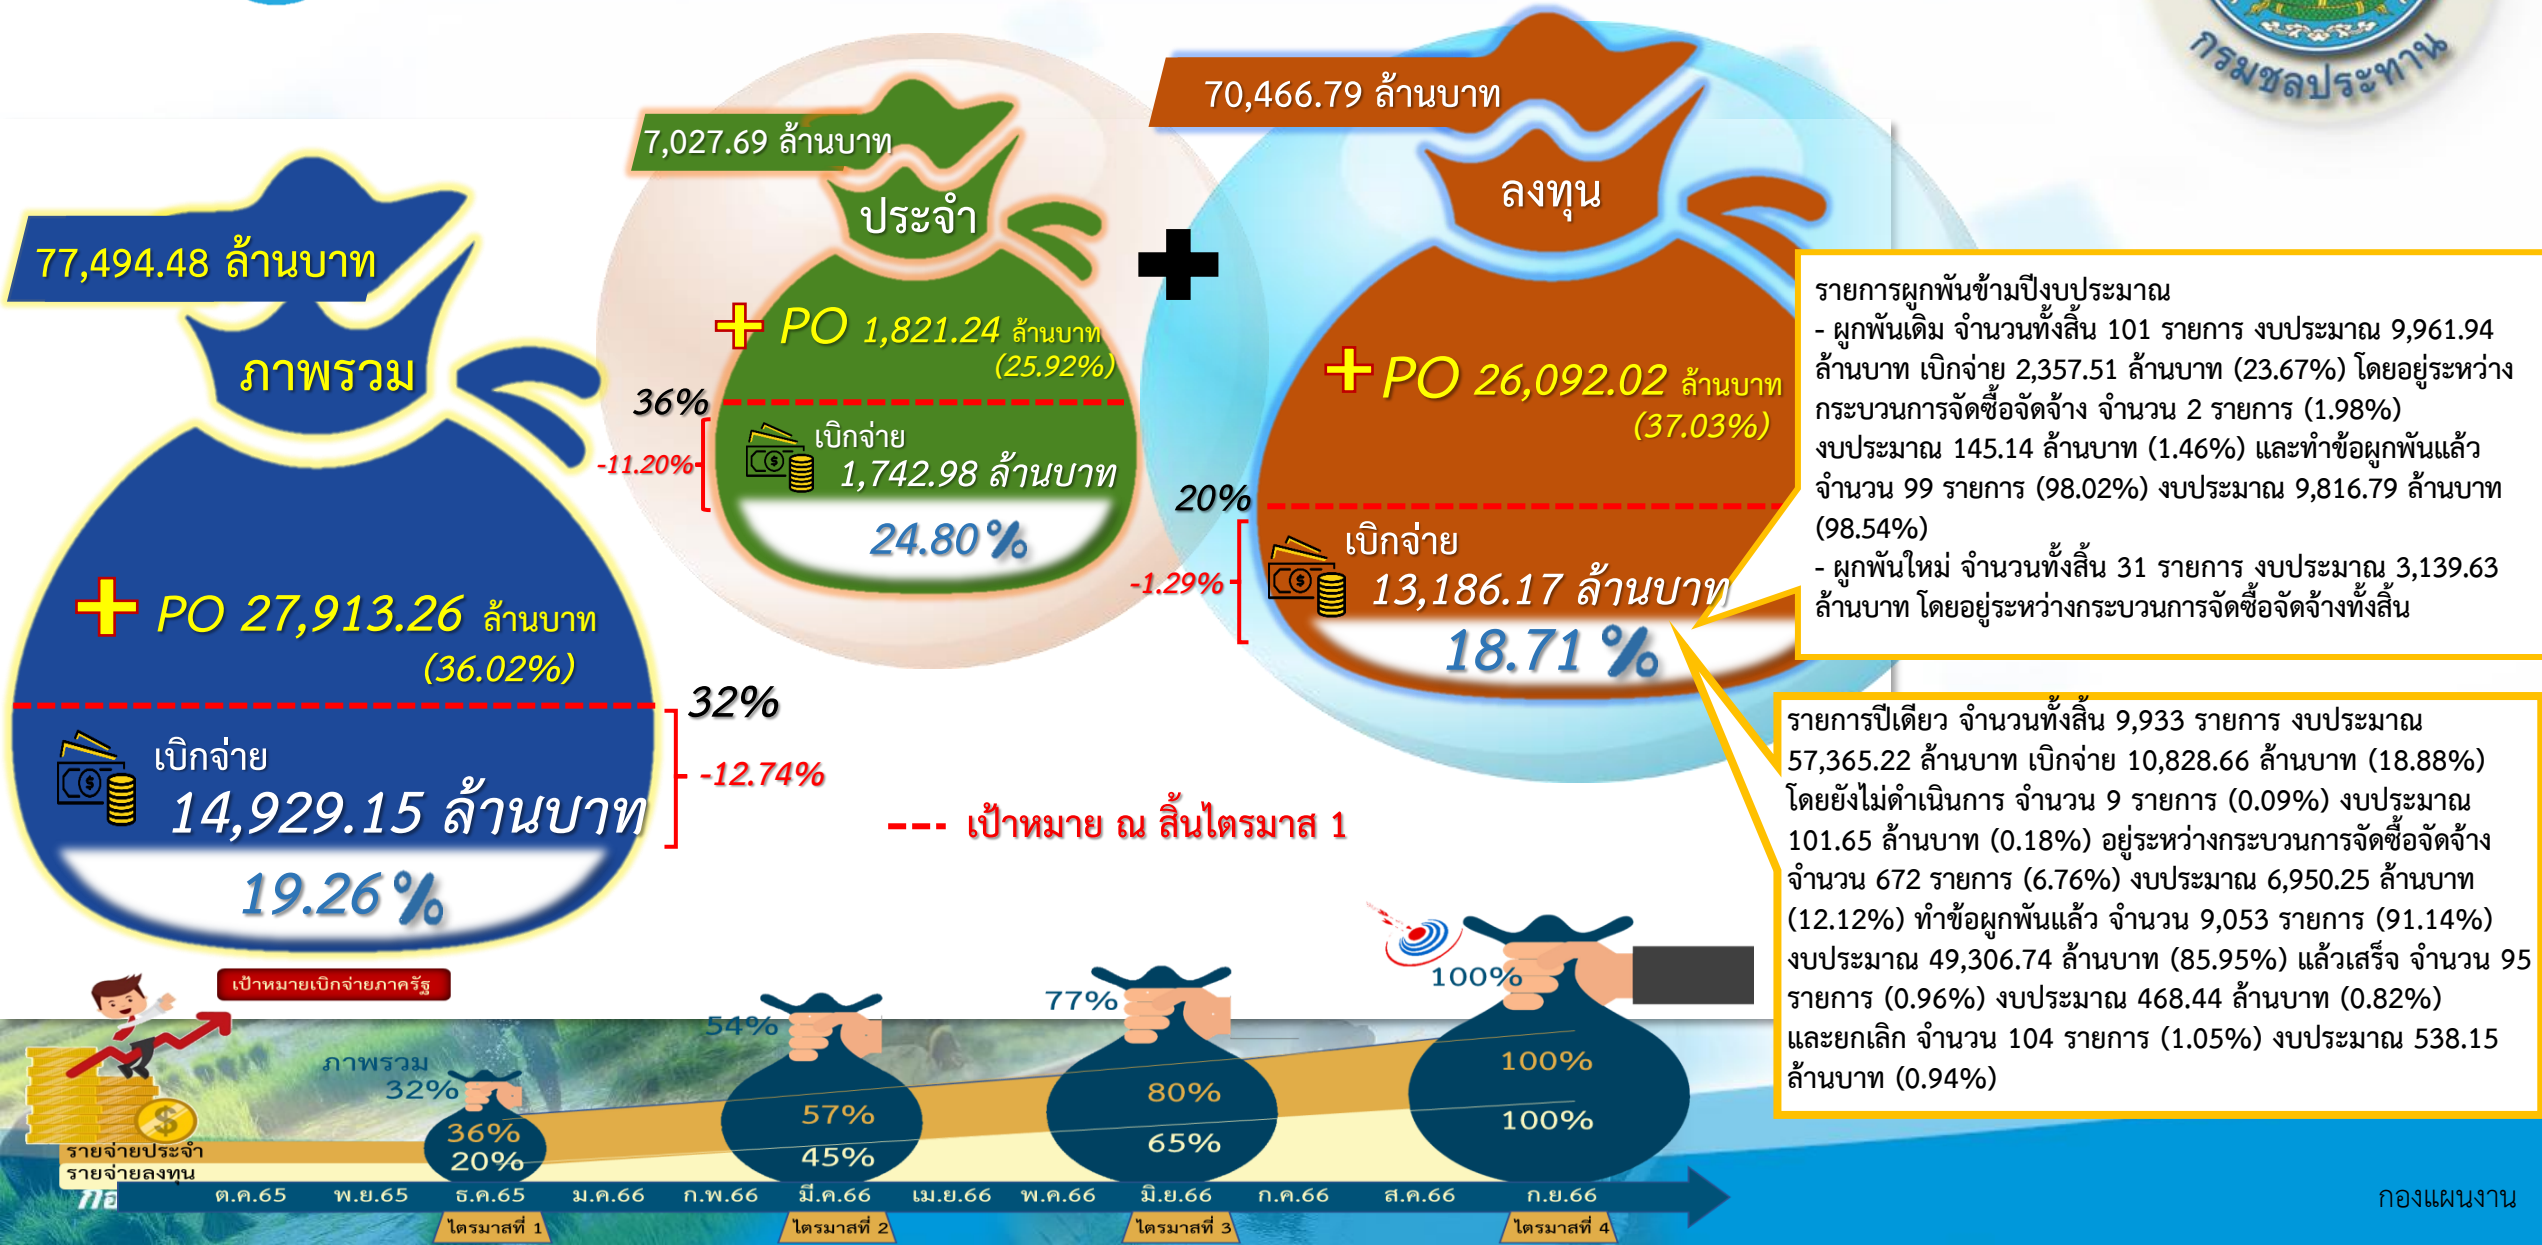 กรมชลประทาน
77,494.48 ล้านบาท
ภาพรวม
+ PO 27,913.26 ล้านบาท
(36.02%)
32%
-12.74%
เบิกจ่าย
14,929.15 ล้านบาท
19.26 %
7,027.69 ล้านบาท
ประจำ
+ PO 1,821.24 ล้านบาท
(25.92%)
36%
-11.20%
เบิกจ่าย
1,742.98 ล้านบาท
24.80 %
+
70,466.79 ล้านบาท
ลงทุน
+ PO 26,092.02 ล้านบาท
(37.03%)
20%
-1.29%
เบิกจ่าย
13,186.17 ล้านบาท
18.71 %
--- เป้าหมาย ณ สิ้นไตรมาส 1
รายการผูกพันข้ามปีงบประมาณ
- ผูกพันเดิม จำนวนทั้งสิ้น 101 รายการ งบประมาณ 9,961.94
ล้านบาท เบิกจ่าย 2,357.51 ล้านบาท (23.67%) โดยอยู่ระหว่าง
กระบวนการจัดซื้อจัดจ้าง จำนวน 2 รายการ (1.98%)
งบประมาณ 145.14 ล้านบาท (1.46%) และทำข้อผูกพันแล้ว
จำนวน 99 รายการ (98.02%) งบประมาณ 9,816.79 ล้านบาท
(98.54%)
- ผูกพันใหม่ จำนวนทั้งสิ้น 31 รายการ งบประมาณ 3,139.63
ล้านบาท โดยอยู่ระหว่างกระบวนการจัดซื้อจัดจ้างทั้งสิ้น
รายการปีเดียว จำนวนทั้งสิ้น 9,933 รายการ งบประมาณ
57,365.22 ล้านบาท เบิกจ่าย 10,828.66 ล้านบาท (18.88%)
โดยยังไม่ดำเนินการ จำนวน 9 รายการ (0.09%) งบประมาณ
101.65 ล้านบาท (0.18%) อยู่ระหว่างกระบวนการจัดซื้อจัดจ้าง
จำนวน 672 รายการ (6.76%) งบประมาณ 6,950.25 ล้านบาท
(12.12%) ทำข้อผูกพันแล้ว จำนวน 9,053 รายการ (91.14%)
งบประมาณ 49,306.74 ล้านบาท (85.95%) แล้วเสร็จ จำนวน 95
รายการ (0.96%) งบประมาณ 468.44 ล้านบาท (0.82%)
และยกเลิก จำนวน 104 รายการ (1.05%) งบประมาณ 538.15
ล้านบาท (0.94%)
เป้าหมายเบิกจ่ายภาครัฐ
ภาพรวม
32%
54%
77%
100%
36%
57%
80%
100%
20%
45%
65%
100%
รายจ่ายประจำ
รายจ่ายลงทุน
ต.ค.65 พ.ย.65 ธ.ค.65 ม.ค.66 ก.พ.66 มี.ค.66 เม.ย.66 พ.ค.66 มิ.ย.66 ก.ค.66 ส.ค.66 ก.ย.66
ไตรมาสที่ 1 ไตรมาสที่ 2 ไตรมาสที่ 3 ไตรมาสที่ 4
กองแผนงาน